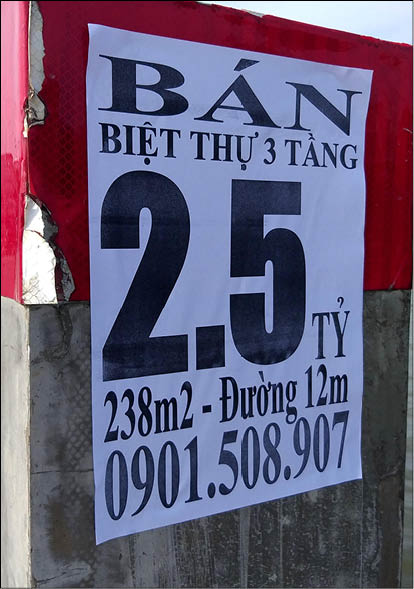 BÁN
BIỆT THỰ 3 TẦNG
2.5 TỶ
238m2 - Đường 12m
0901.508.907